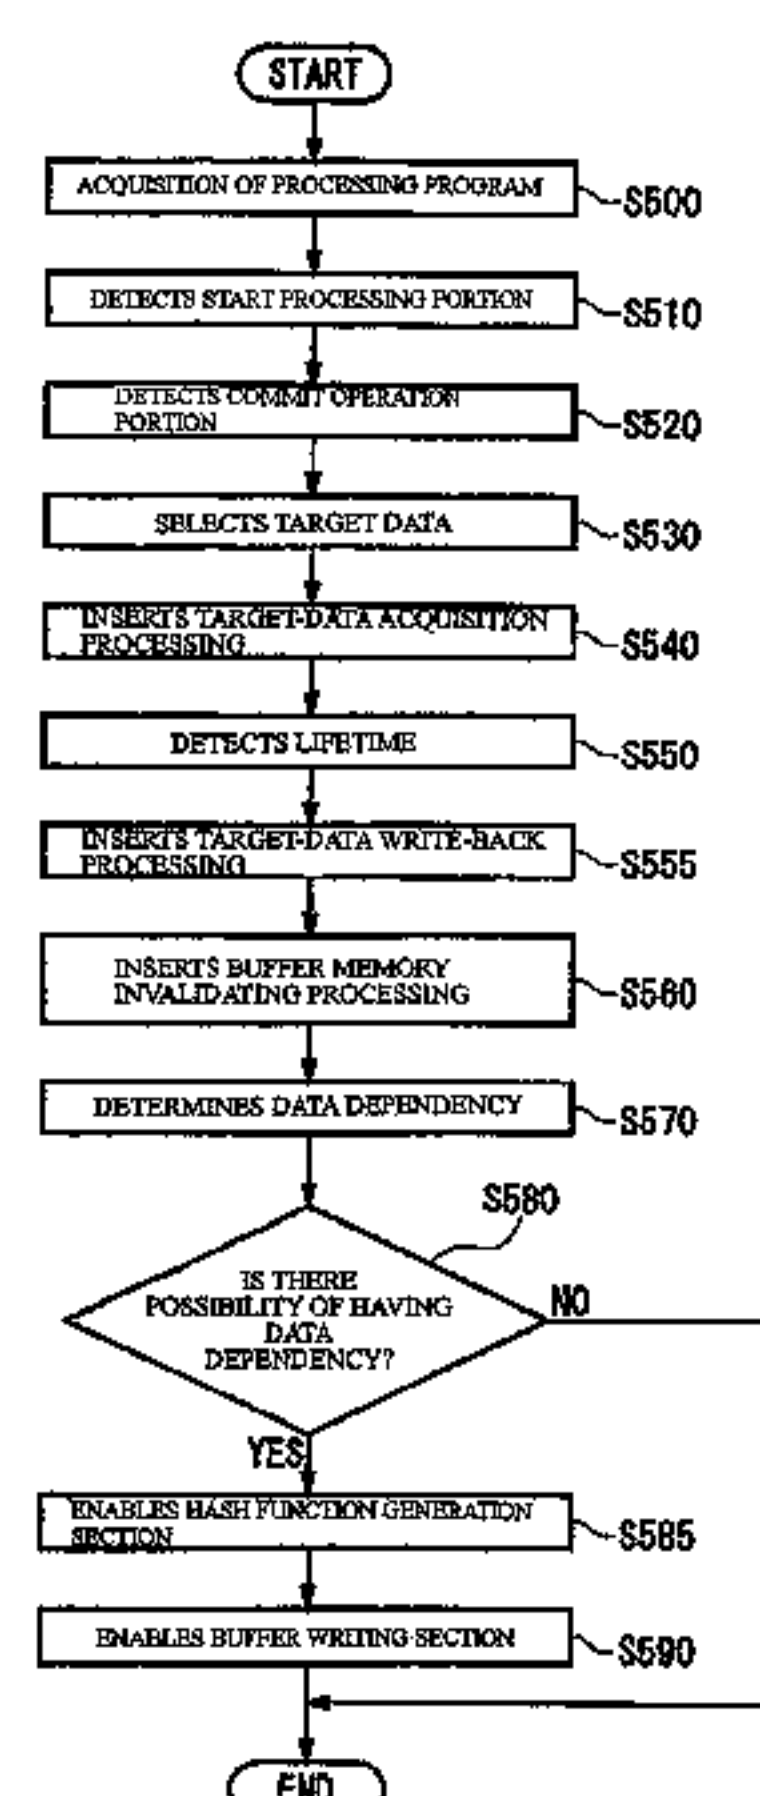 START
ACQUISITION OF PROCESSING PROGRAM
S500
DETECTS START PROCESSING PORTION
S510
DETECTS COMMIT OPERATION
PORTION
S520
SELECTS TARGET DATA
S530
INSERTS TARGET-DATA ACQUISITION
PROCESSING
S540
DETECTS LIFETIME
S550
INSERTS TARGET-DATA WRITE-BACK
PROCESSING
S555
INSERTS BUFFER MEMORY
INVALIDATING PROCESSING
S560
DETERMINES DATA DEPENDENCY
S570
S580
IS THERE
POSSIBILITY OF HAVING
DATA
DEPENDENCY?
NO
YES
ENABLES HASH FUNCTION GENERATION
SECTION
S585
ENABLES BUFFER WRITING SECTION
S590
END